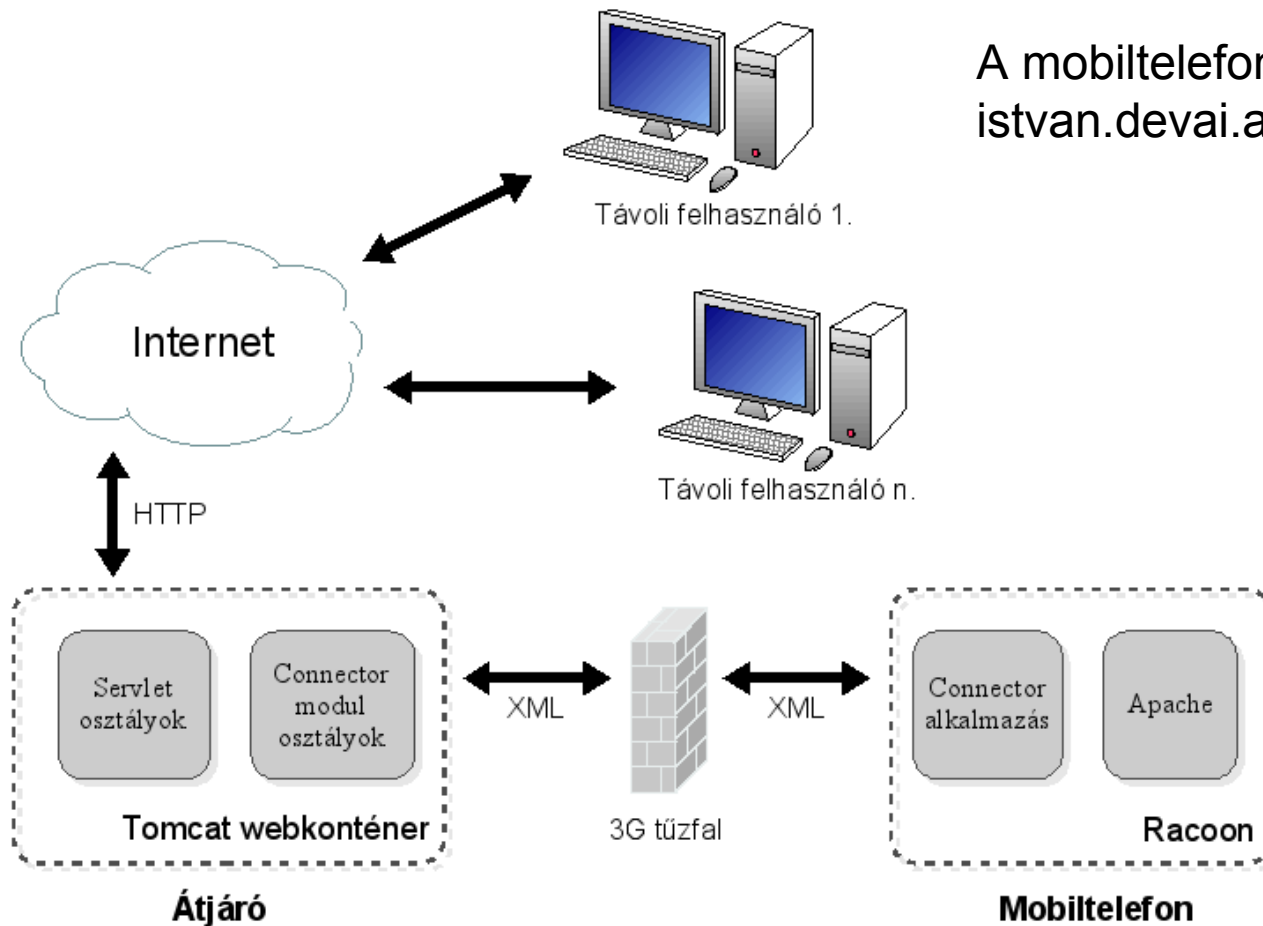 A mobiltelefon
istvan.devai.a
Távoli felhasználó 1.
Internet
Távoli felhasználó n.
HTTP
Servlet
osztályok
Connector
modul
osztályok
Tomcat webkonténer
Átjáró
XML
3G tűzfal
XML
Connector
alkalmazás
Apache
Racoon
Mobiltelefon